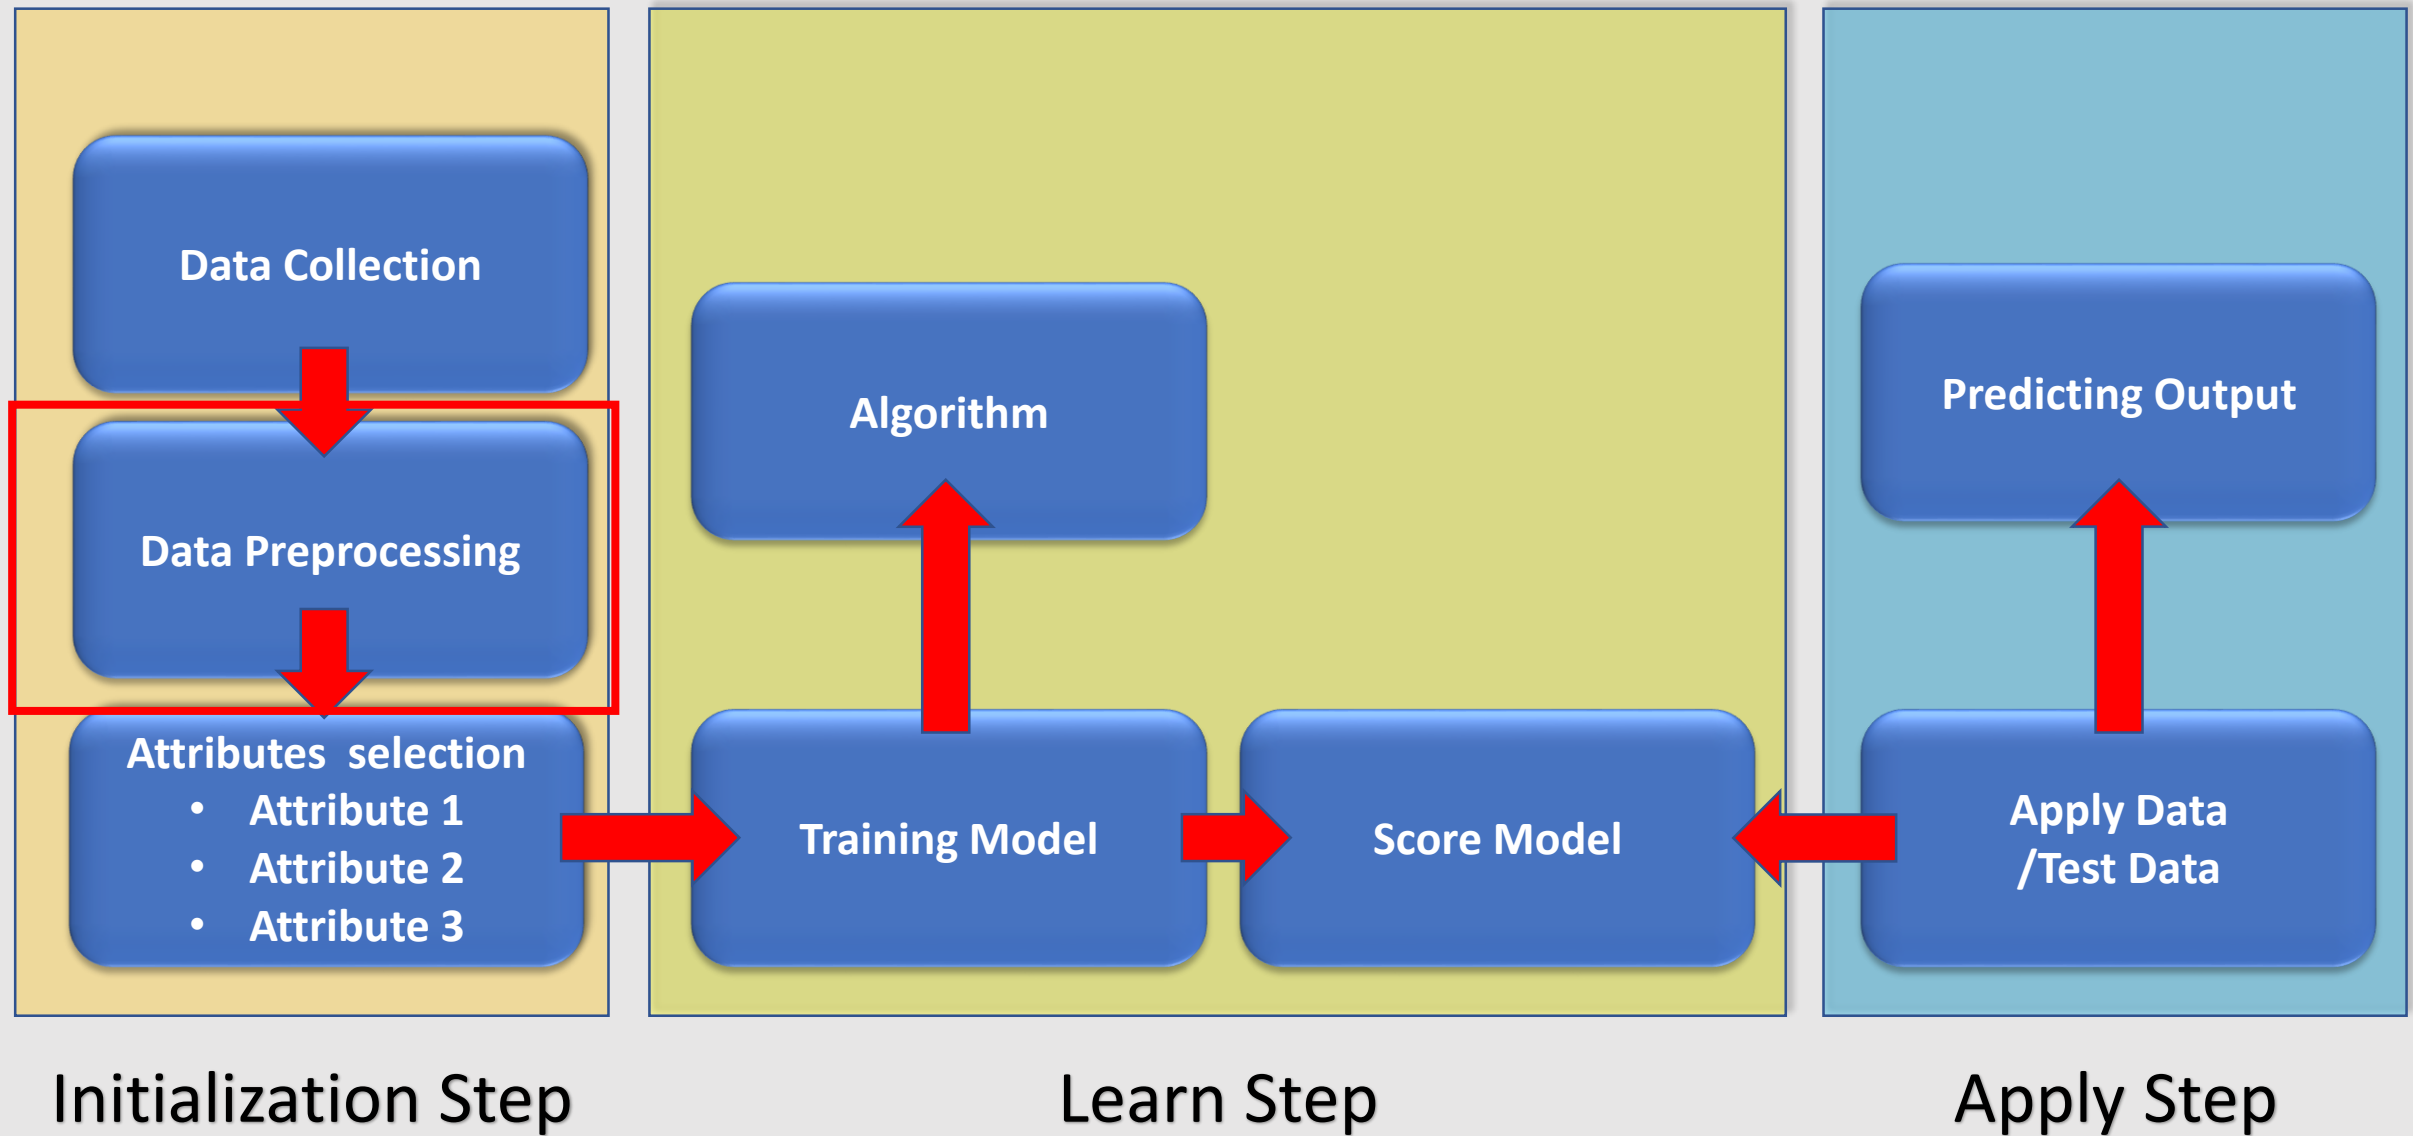 Data Collection
Data Preprocessing
Attributes selection
• Attribute 1
• Attribute 2
• Attribute 3
Initialization Step
Algorithm
Training Model
Score Model
Learn Step
Predicting Output
Apply Data
/Test Data
Apply Step